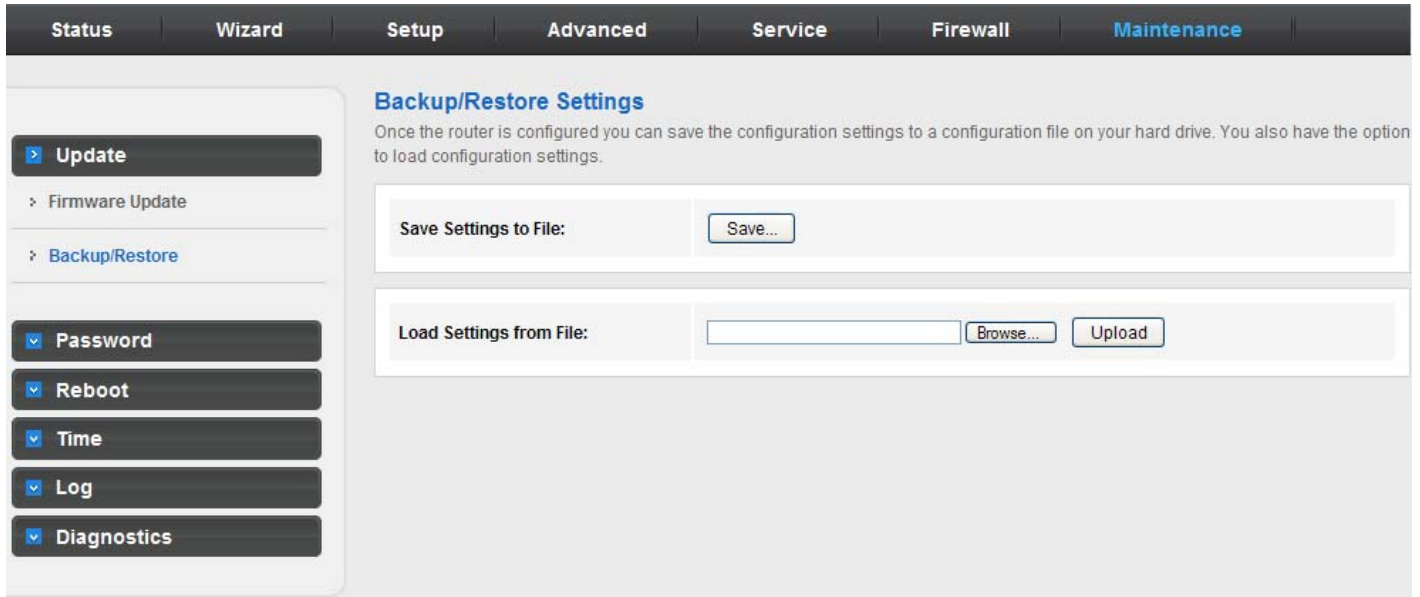 Status Wizard Setup Advanced Service Firewall Maintenance
Update
Firmware Update
Backup/Restore
Password
Reboot
Time
Log
Diagnostics
Backup/Restore Settings
Once the router is configured you can save the configuration settings to a configuration file on your hard drive. You also have the option
to load configuration settings.
Save Settings to File: Save...
Load Settings from File: Browse... Upload